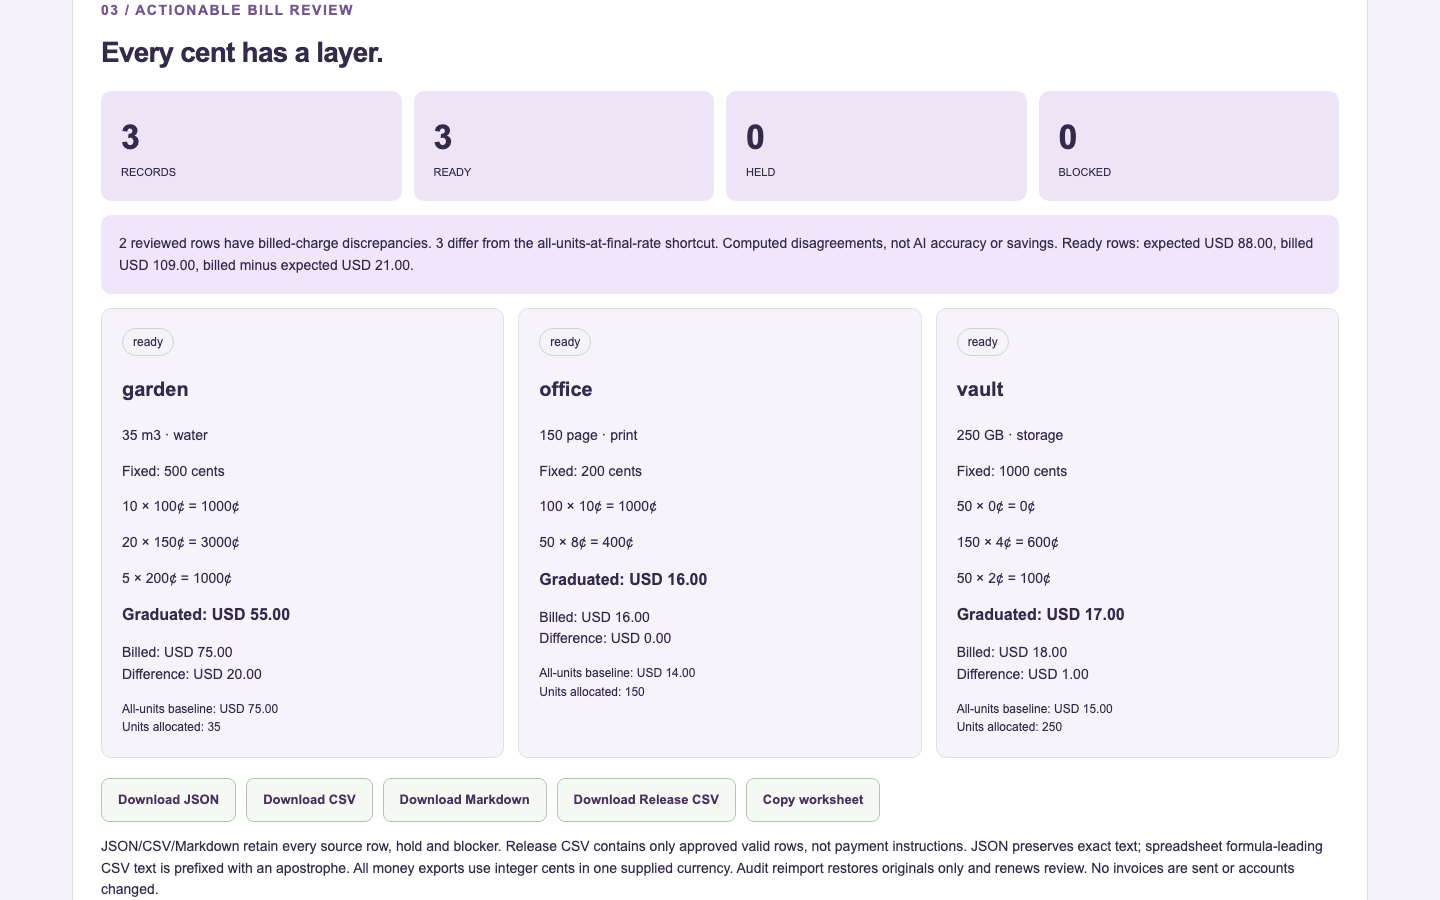 03 / ACTIONABLE BILL REVIEW
Every cent has a layer.
3
RECORDS
3
READY
0
HELD
0
BLOCKED
2 reviewed rows have billed-charge discrepancies. 3 differ from the all-units-at-final-rate shortcut. Computed disagreements, not AI accuracy or savings. Ready rows: expected USD 88.00, billed
USD 109.00, billed minus expected USD 21.00.
ready
garden
35 m3 · water
Fixed: 500 cents
10 × 100¢ = 1000¢
20 × 150¢ = 3000¢
5 × 200¢ = 1000¢
Graduated: USD 55.00
Billed: USD 75.00
Difference: USD 20.00
All-units baseline: USD 75.00
Units allocated: 35
ready
office
150 page · print
Fixed: 200 cents
100 × 10¢ = 1000¢
50 × 8¢ = 400¢
Graduated: USD 16.00
Billed: USD 16.00
Difference: USD 0.00
All-units baseline: USD 14.00
Units allocated: 150
ready
vault
250 GB · storage
Fixed: 1000 cents
50 × 0¢ = 0¢
150 × 4¢ = 600¢
50 × 2¢ = 100¢
Graduated: USD 17.00
Billed: USD 18.00
Difference: USD 1.00
All-units baseline: USD 15.00
Units allocated: 250
Download JSON
Download CSV
Download Markdown
Download Release CSV
Copy worksheet
JSON/CSV/Markdown retain every source row, hold and blocker. Release CSV contains only approved valid rows, not payment instructions. JSON preserves exact text; spreadsheet formula-leading
CSV text is prefixed with an apostrophe. All money exports use integer cents in one supplied currency. Audit reimport restores originals only and renews review. No invoices are sent or accounts
changed.